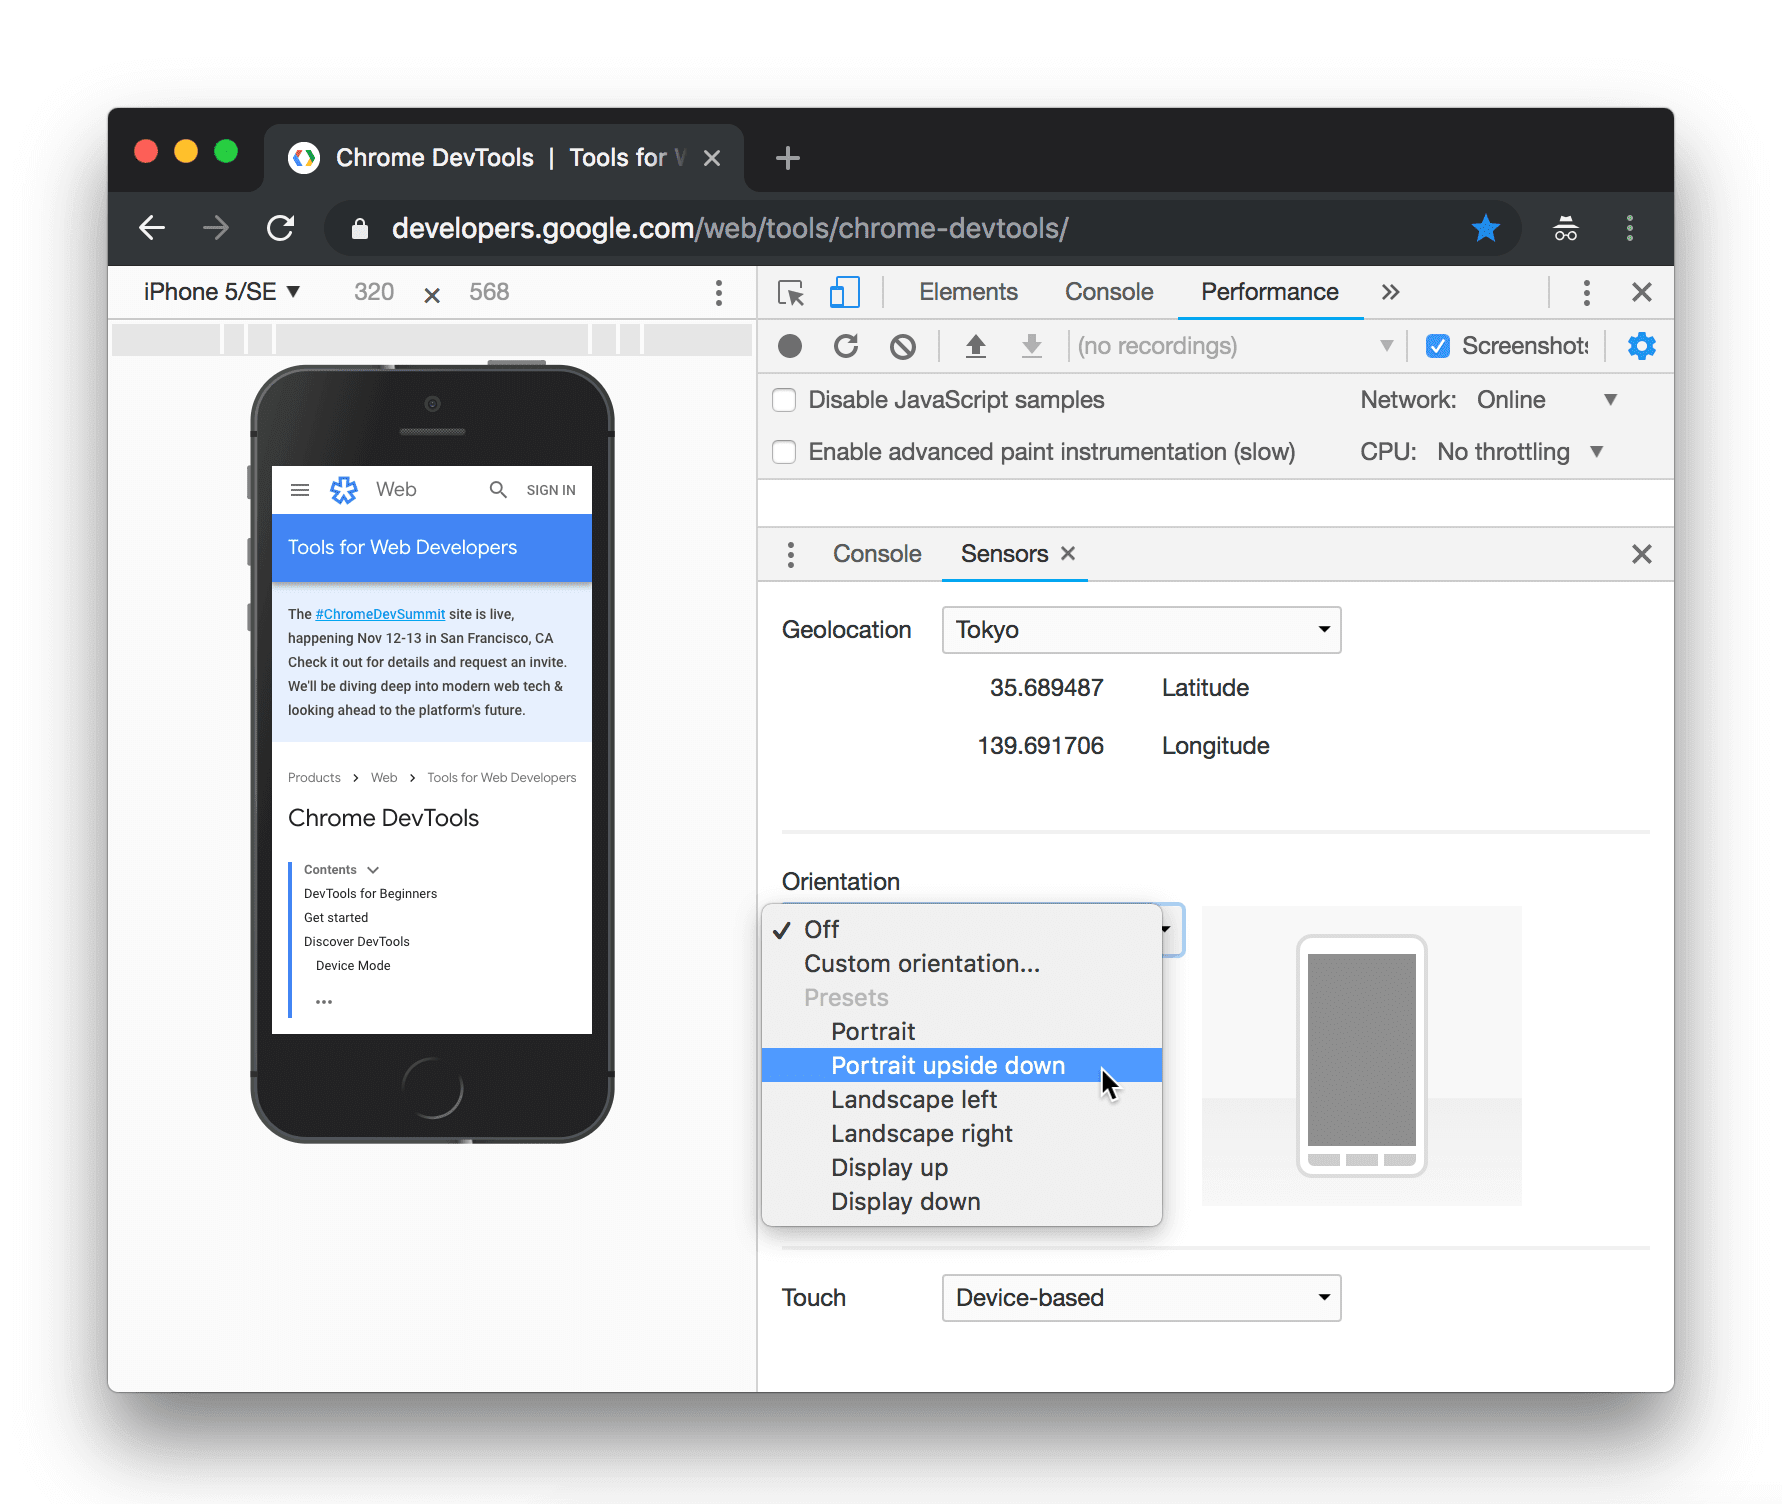 Chrome DevTools | Tools for W
developers.google.com/web/tools/chrome-devtools/
iPhone 5/SE 320 568
Elements Console Performance
(no recordings) Screenshots
Disable JavaScript samples Network: Online
Enable advanced paint instrumentation (slow) CPU: No throttling
Web SIGN IN
Tools for Web Developers
The #ChromeDevSummit site is live,
happening Nov 12-13 in San Francisco, CA
Check it out for details and request an invite.
We'll be diving deep into modern web tech &
looking ahead to the platform's future.
Products > Web > Tools for Web Developers
Chrome DevTools
Contents
DevTools for Beginners
Get started
Discover DevTools
Device Mode
...
Console Sensors
Geolocation Tokyo
35.689487 Latitude
139.691706 Longitude
Orientation
Off
Custom orientation...
Presets
Portrait
Portrait upside down
Landscape left
Landscape right
Display up
Display down
Touch Device-based